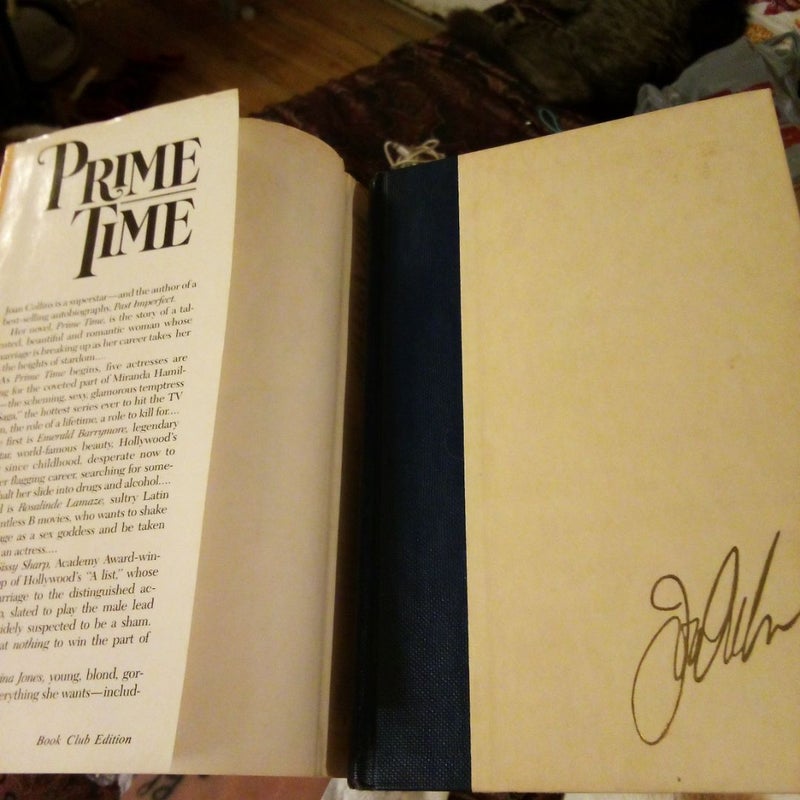 PRIME
TIME
Joan Collins is a superstar—and the author of a
best-selling autobiography, Past Imperfect.
Her novel, Prime Time, is the story of a tal-
ented, beautiful and romantic woman whose
marriage is breaking up as her career takes her
the heights of stardom....
As Prime Time begins, five actresses are
for the coveted part of Miranda Hamil-
—the scheming, sexy, glamorous temptress
Saga," the hottest series ever to hit the TV
the role of a lifetime, a role to kill for....
first is Emerald Barrymore, legendary
world-famous beauty, Hollywood's
since childhood, desperate now to
flagging career, searching for some-
halt her slide into drugs and alcohol....
is Rosalinde Lamaze, sultry Latin
B movies, who wants to shake
as a sex goddess and be taken
an actress....
Sissy Sharp, Academy Award-win-
of Hollywood's "A list," whose
to the distinguished ac-
slated to play the male lead
suspected to be a sham.
at nothing to win the part of
Jones, young, blond, gor-
she wants—includ-
Book Club Edition